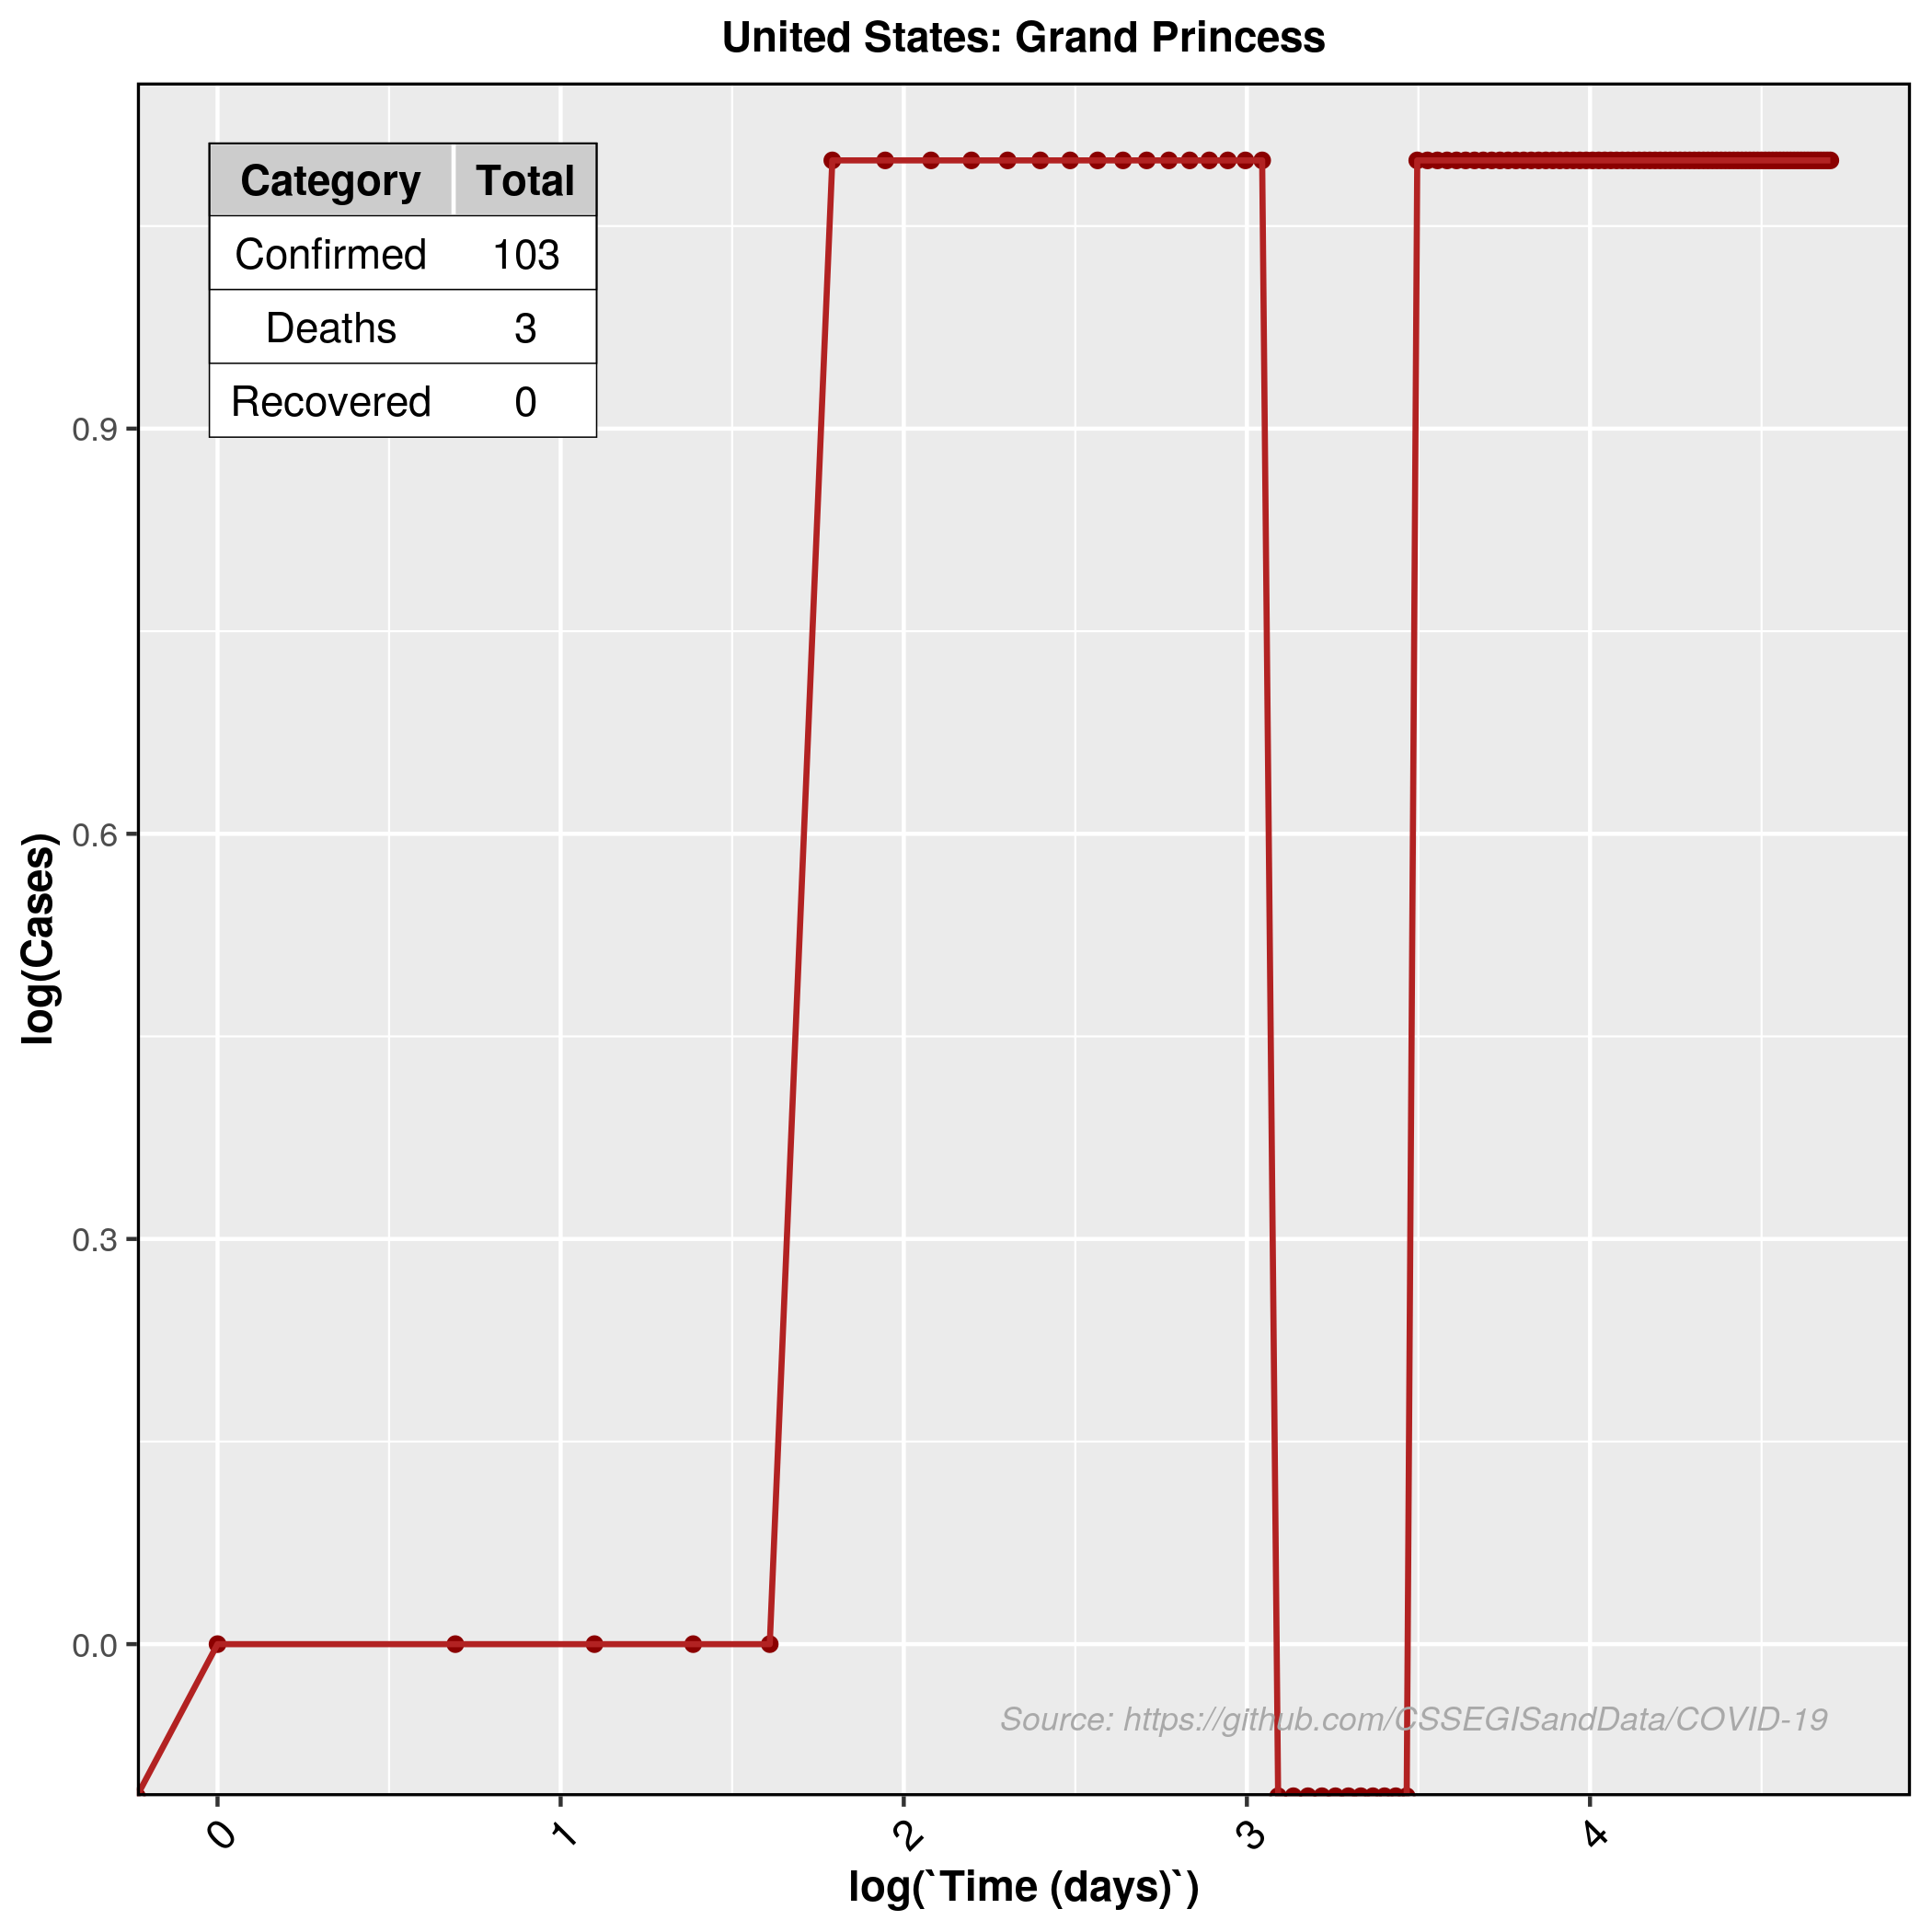 United States: Grand Princess
Category Total
Confirmed 103
Deaths 3
Recovered 0
0.9
0.6
0.3
0.0
log(Cases)
Source: https://github.com/CSSEGISandData/COVID-19
0 1 2 3 4
log(`Time (days)`)